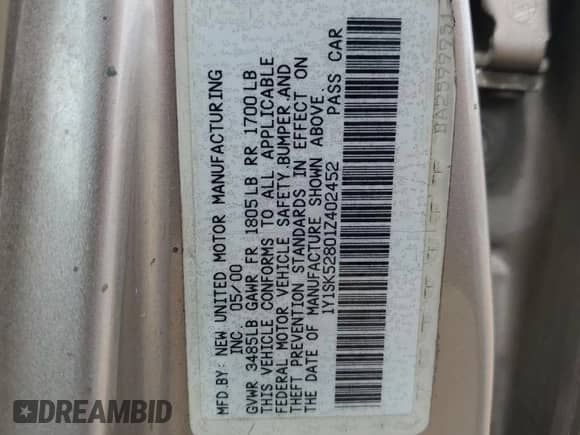 MFD.BY: NEW UNITED MOTOR MANUFACTURING
INC. 05/00
GVWR 3485LB GAWR FR 1805LB RR 1700LB
THIS VEHICLE CONFORMS TO ALL APPLICABLE
FEDERAL MOTOR VEHICLE SAFETY,BUMPER,AND
THEFT PREVENTION STANDARDS IN EFFECT ON
THE DATE OF MANUFACTURE SHOWN ABOVE.
1Y1SK52801Z402452 PASS CAR
DREAMBID